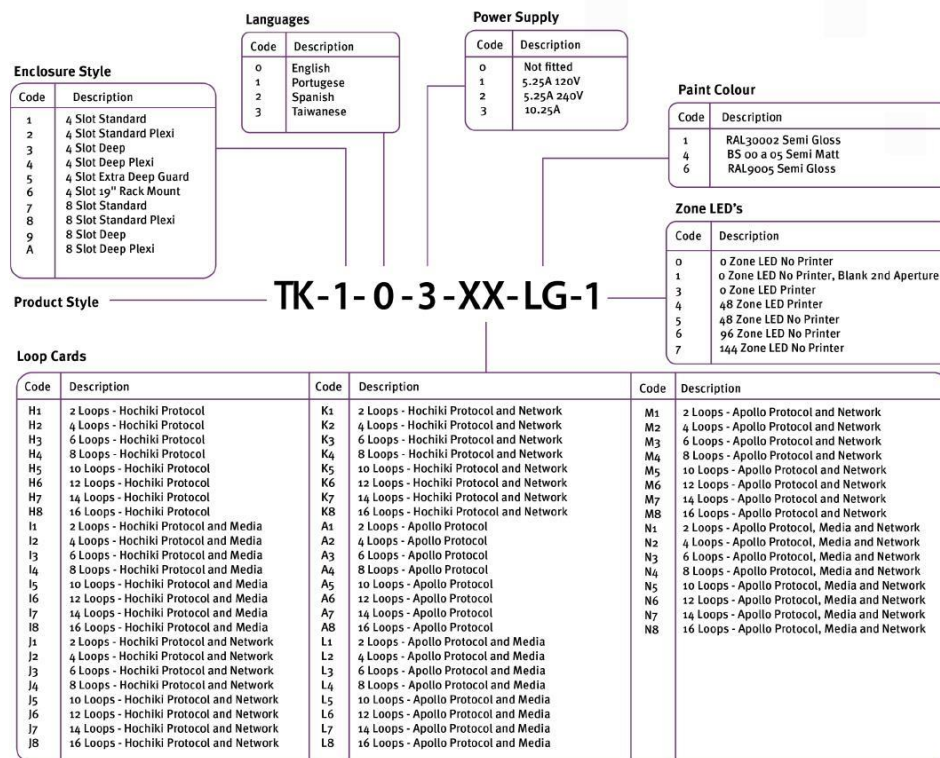 Languages
Code Description
0 English
1 Portugese
2 Spanish
3 Taiwanese
Power Supply
Code Description
0 Not fitted
1 5.25A 120V
2 5.25A 240V
3 10.25A
Enclosure Style
Code Description
1 4 Slot Standard
2 4 Slot Standard Plexi
3 4 Slot Deep
4 4 Slot Deep Plexi
5 4 Slot Extra Deep Guard
6 4 Slot 19" Rack Mount
7 8 Slot Standard
8 8 Slot Standard Plexi
9 8 Slot Deep
A 8 Slot Deep Plexi
Paint Colour
Code Description
1 RAL30002 Semi Gloss
4 BS 00 a 05 Semi Matt
6 RAL9005 Semi Gloss
Zone LED's
Code Description
0 0 Zone LED No Printer
1 0 Zone LED No Printer, Blank 2nd Aperture
3 0 Zone LED Printer
4 48 Zone LED Printer
5 48 Zone LED No Printer
6 96 Zone LED No Printer
7 144 Zone LED No Printer
Product Style TK-1-0-3-XX-LG-1
Loop Cards
Code Description
H1 2 Loops - Hochiki Protocol
H2 4 Loops - Hochiki Protocol
H3 6 Loops - Hochiki Protocol
H4 8 Loops - Hochiki Protocol
H5 10 Loops - Hochiki Protocol
H6 12 Loops - Hochiki Protocol
H7 14 Loops - Hochiki Protocol
H8 16 Loops - Hochiki Protocol
I1 2 Loops - Hochiki Protocol and Media
I2 4 Loops - Hochiki Protocol and Media
I3 6 Loops - Hochiki Protocol and Media
I4 8 Loops - Hochiki Protocol and Media
I5 10 Loops - Hochiki Protocol and Media
I6 12 Loops - Hochiki Protocol and Media
I7 14 Loops - Hochiki Protocol and Media
I8 16 Loops - Hochiki Protocol and Media
J1 2 Loops - Hochiki Protocol and Network
J2 4 Loops - Hochiki Protocol and Network
J3 6 Loops - Hochiki Protocol and Network
J4 8 Loops - Hochiki Protocol and Network
J5 10 Loops - Hochiki Protocol and Network
J6 12 Loops - Hochiki Protocol and Network
J7 14 Loops - Hochiki Protocol and Network
J8 16 Loops - Hochiki Protocol and Network
Code Description
K1 2 Loops - Hochiki Protocol and Network
K2 4 Loops - Hochiki Protocol and Network
K3 6 Loops - Hochiki Protocol and Network
K4 8 Loops - Hochiki Protocol and Network
K5 10 Loops - Hochiki Protocol and Network
K6 12 Loops - Hochiki Protocol and Network
K7 14 Loops - Hochiki Protocol and Network
K8 16 Loops - Hochiki Protocol and Network
A1 2 Loops - Apollo Protocol
A2 4 Loops - Apollo Protocol
A3 6 Loops - Apollo Protocol
A4 8 Loops - Apollo Protocol
A5 10 Loops - Apollo Protocol
A6 12 Loops - Apollo Protocol
A7 14 Loops - Apollo Protocol
A8 16 Loops - Apollo Protocol
L1 2 Loops - Apollo Protocol and Media
L2 4 Loops - Apollo Protocol and Media
L3 6 Loops - Apollo Protocol and Media
L4 8 Loops - Apollo Protocol and Media
L5 10 Loops - Apollo Protocol and Media
L6 12 Loops - Apollo Protocol and Media
L7 14 Loops - Apollo Protocol and Media
L8 16 Loops - Apollo Protocol and Media
Code Description
M1 2 Loops - Apollo Protocol and Network
M2 4 Loops - Apollo Protocol and Network
M3 6 Loops - Apollo Protocol and Network
M4 8 Loops - Apollo Protocol and Network
M5 10 Loops - Apollo Protocol and Network
M6 12 Loops - Apollo Protocol and Network
M7 14 Loops - Apollo Protocol and Network
M8 16 Loops - Apollo Protocol and Network
N1 2 Loops - Apollo Protocol, Media and Network
N2 4 Loops - Apollo Protocol, Media and Network
N3 6 Loops - Apollo Protocol, Media and Network
N4 8 Loops - Apollo Protocol, Media and Network
N5 10 Loops - Apollo Protocol, Media and Network
N6 12 Loops - Apollo Protocol, Media and Network
N7 14 Loops - Apollo Protocol, Media and Network
N8 16 Loops - Apollo Protocol, Media and Network